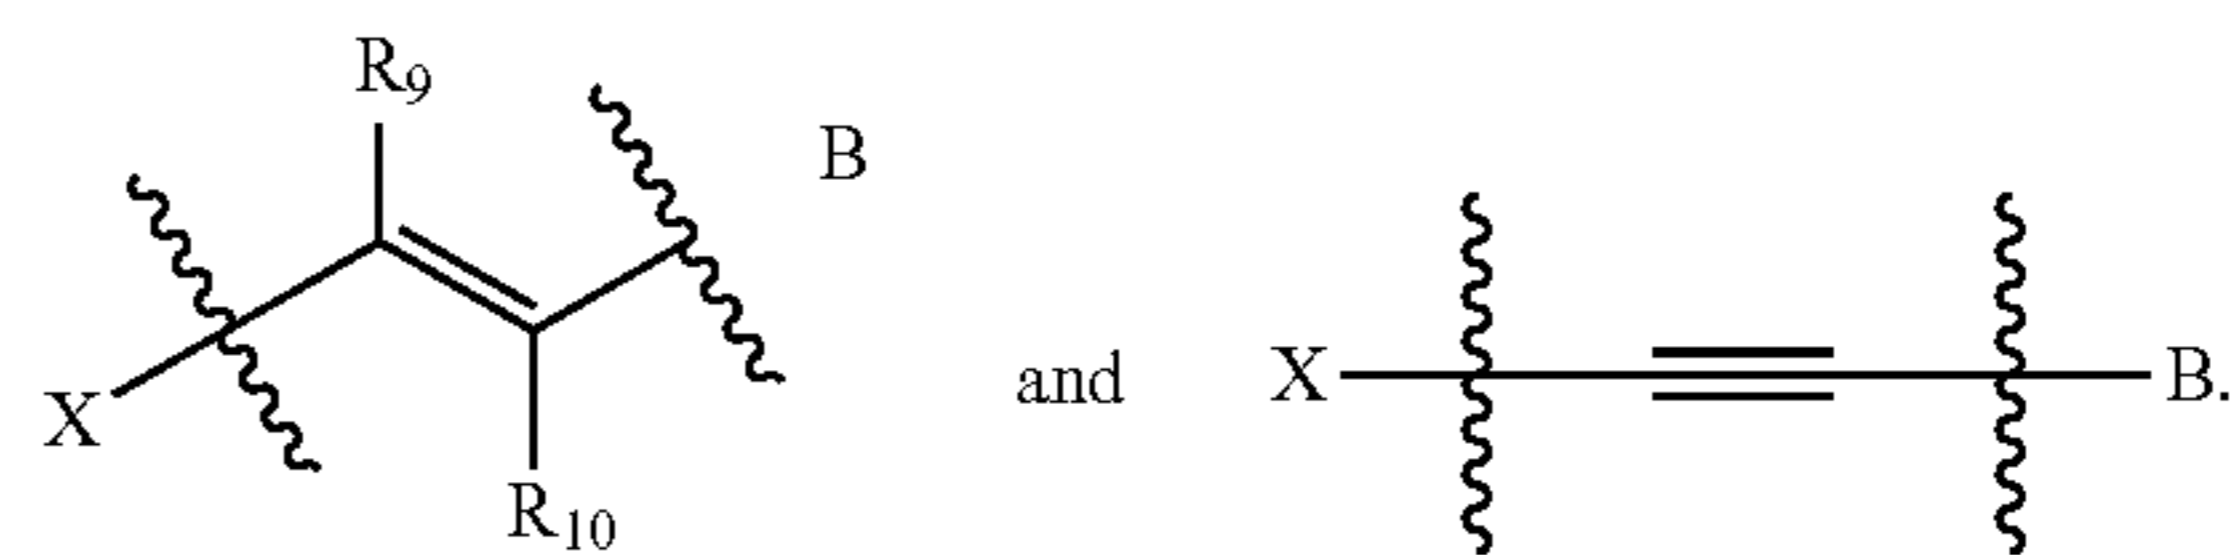 R₉
B
X
R₁₀
and
X
B.